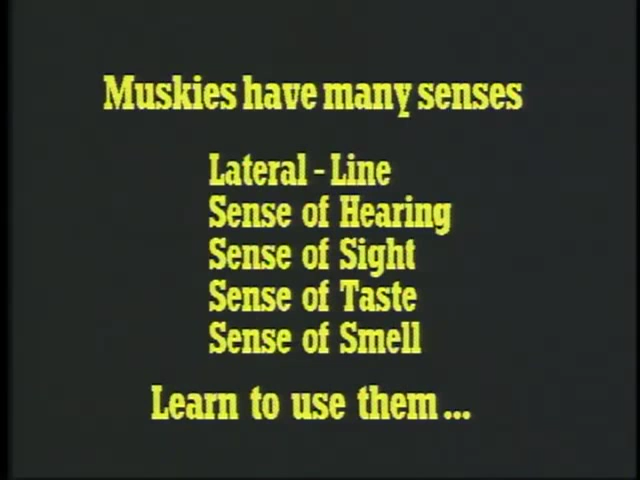 Muskies have many senses
Lateral - Line
Sense of Hearing
Sense of Sight
Sense of Taste
Sense of Smell
Learn to use them...